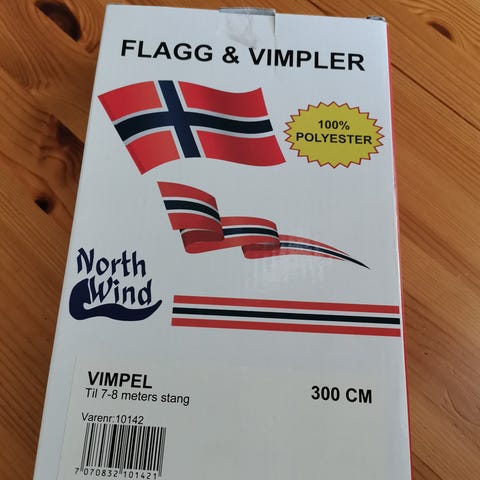 FLAGG & VIMPLER
100%
POLYESTER
North
Wind
VIMPEL
Til 7-8 meters stang
300 CM
Varenr:10142
7 070832 101421